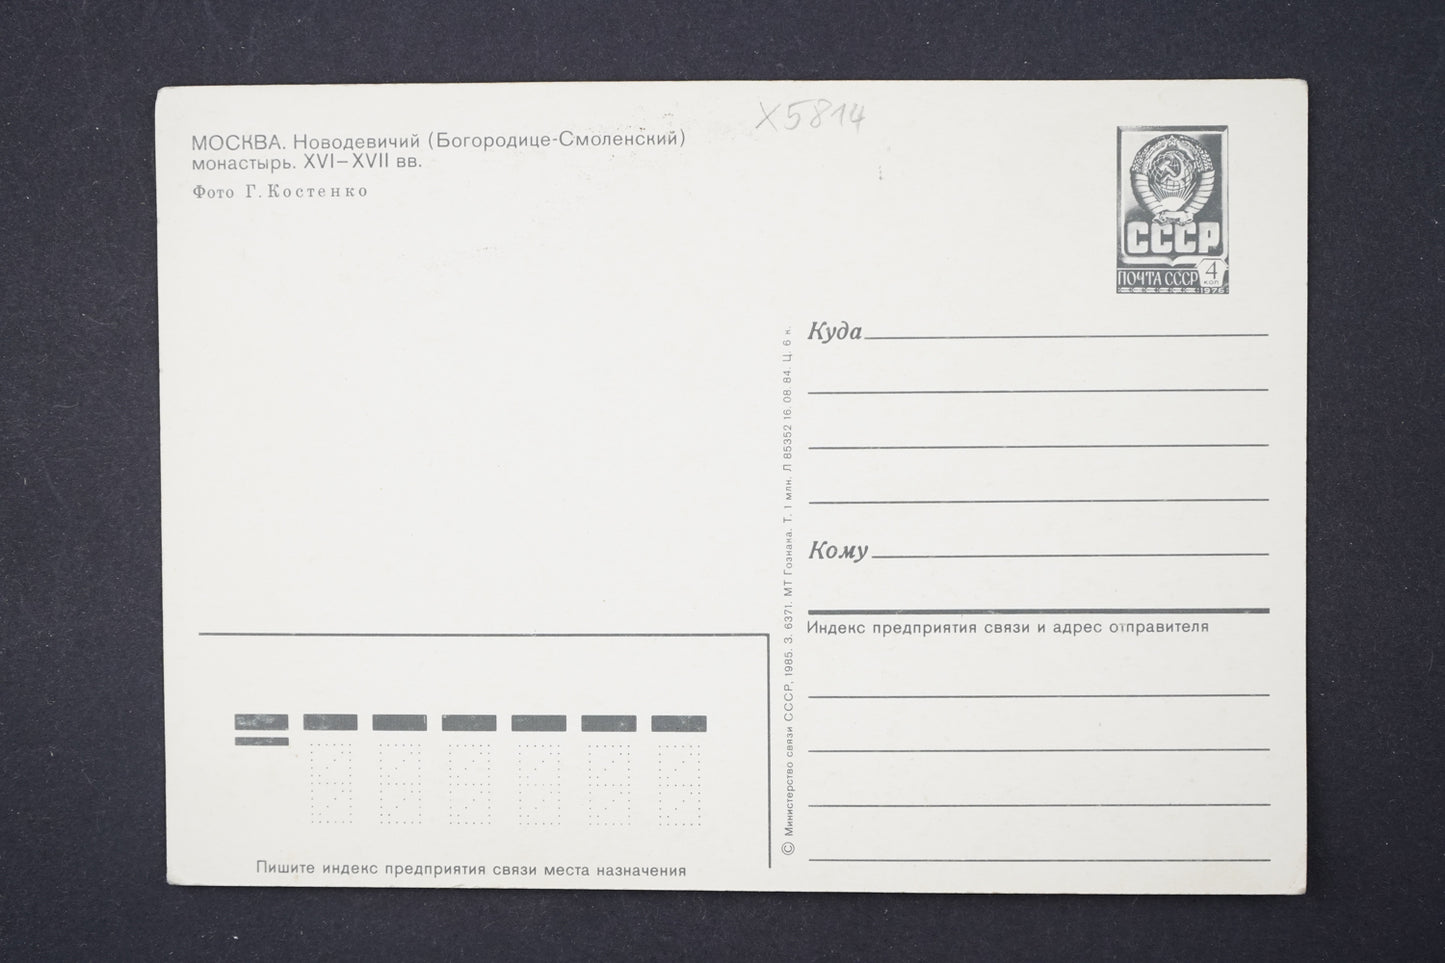 МОСКВА. Новодевичий (Богородице-Смоленский)
монастырь. XVI–XVII вв.
Фото Г. Костенко
X5814
СССР
ПОЧТА СССР 4
КОП
1976
Куда
Кому
Индекс предприятия связи и адрес отправителя
© Министерство связи СССР, 1985. З. 6371. МТ Гознака. Т. 1 млн. Л 85352 16. 08. 84. Ц. 6 к.
Пишите индекс предприятия связи места назначения